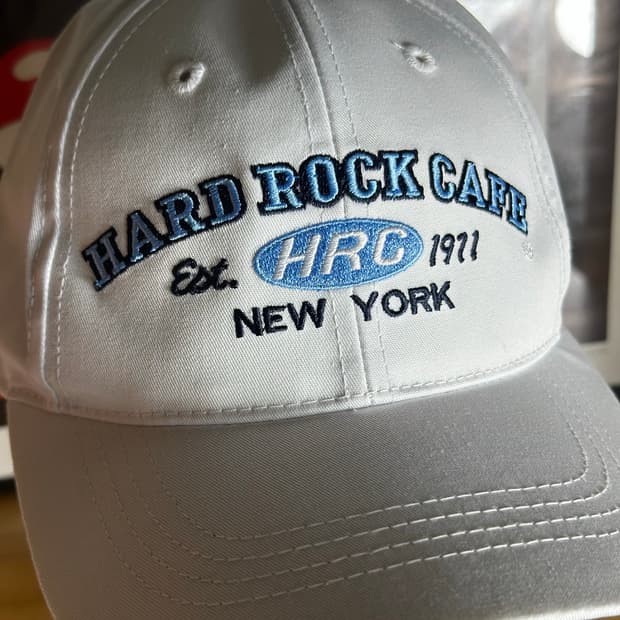 HARD ROCK CAFE
Est. HRC 1971
NEW YORK